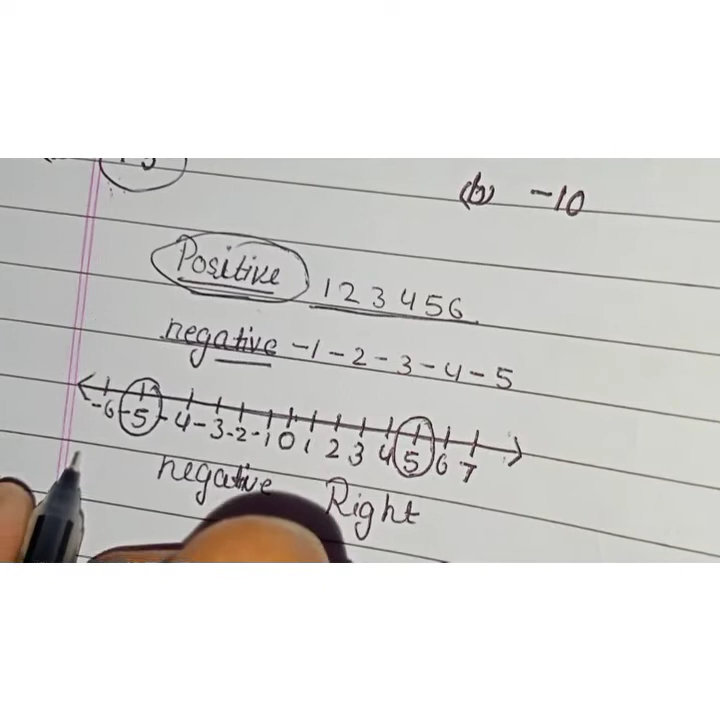 (b) -10
Positive 1 2 3 4 5 6
negative -1 -2 -3 -4 -5
-6 -5 -4 -3 -2 -1 0 1 2 3 4 5 6 7
negative Right